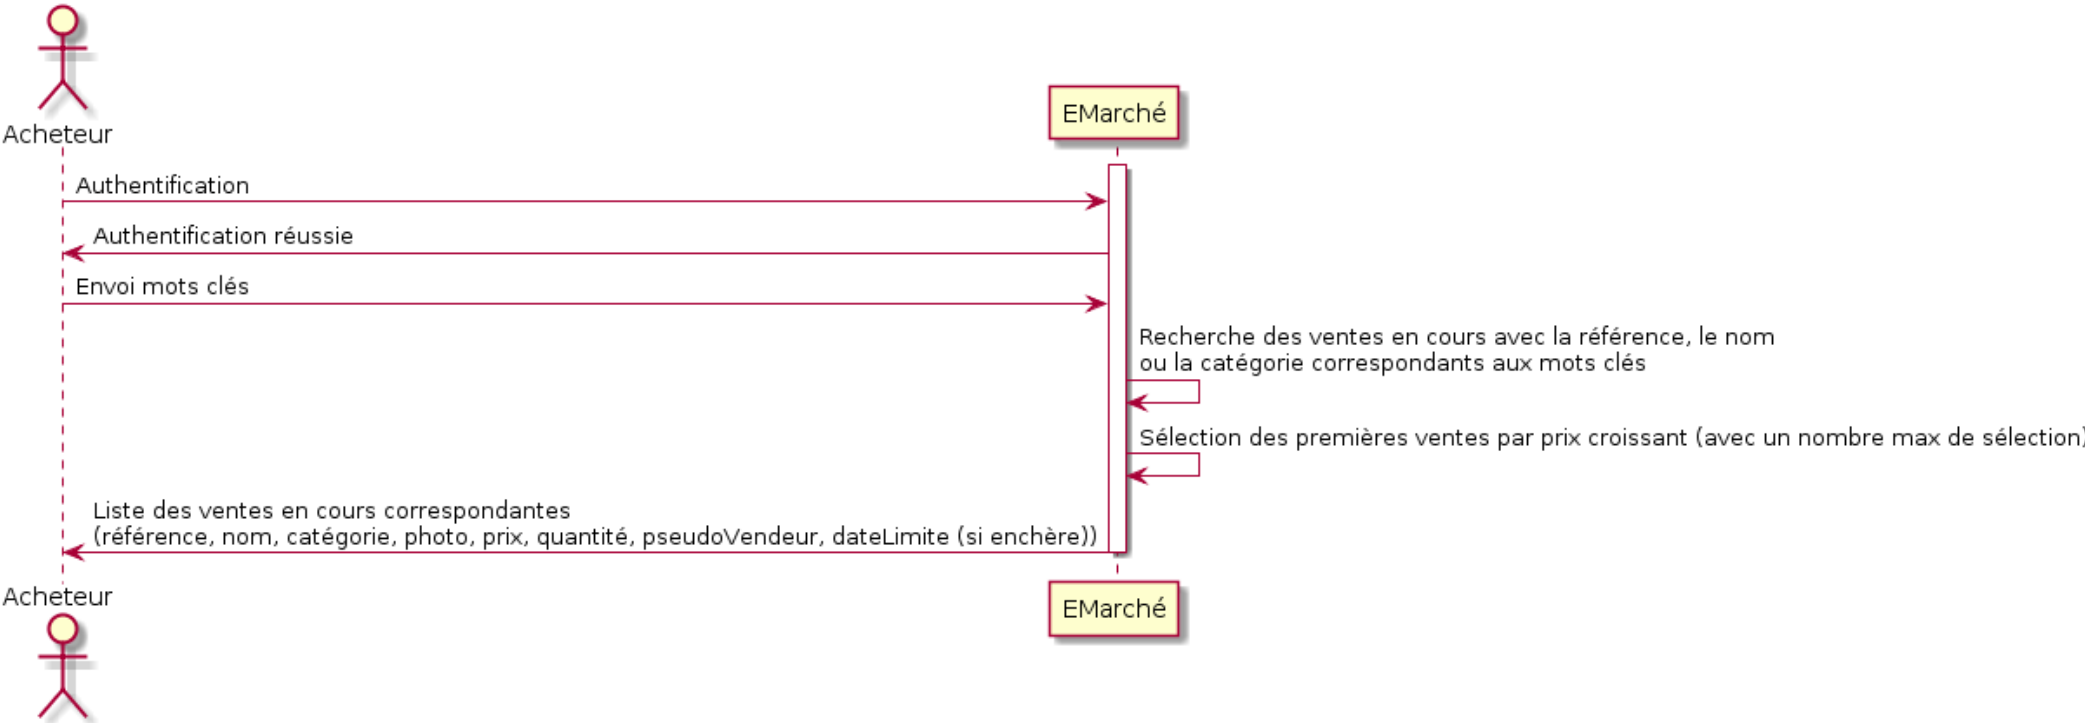 Acheteur
EMarché
Authentification
Authentification réussie
Envoi mots clés
Recherche des ventes en cours avec la référence, le nom
ou la catégorie correspondants aux mots clés
Sélection des premières ventes par prix croissant (avec un nombre max de sélection)
Liste des ventes en cours correspondantes
(référence, nom, catégorie, photo, prix, quantité, pseudoVendeur, dateLimite (si enchère))
Acheteur
EMarché